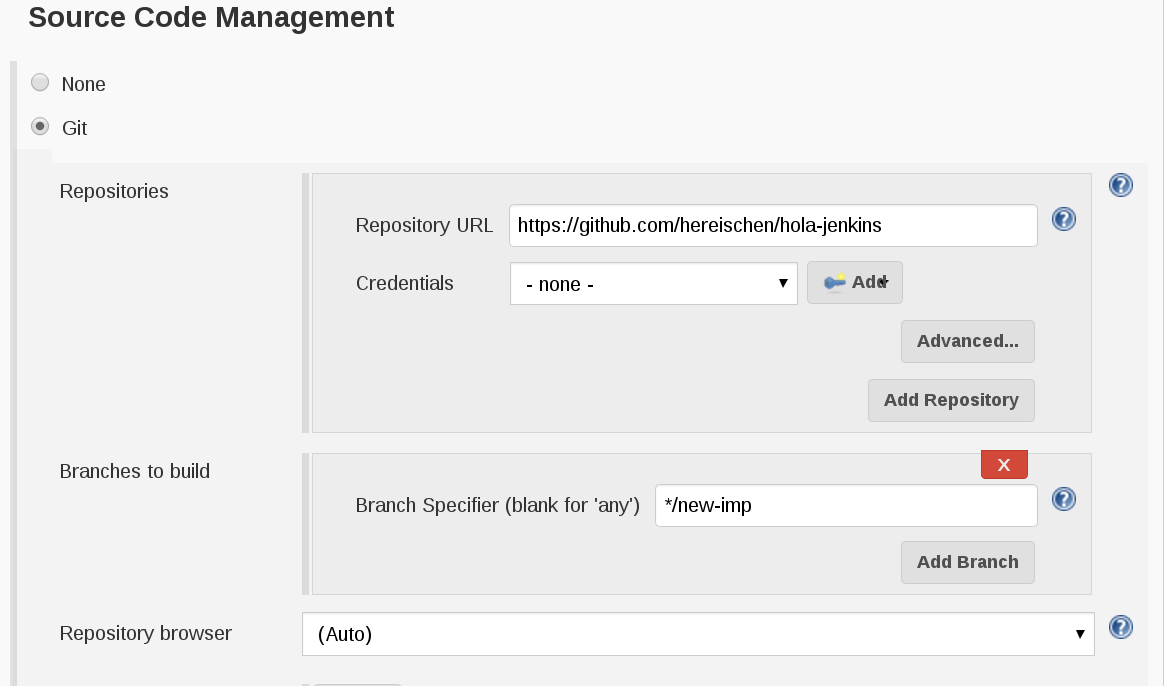 Source Code Management
None
Git
Repositories
Repository URL https://github.com/hereischen/hola-jenkins
Credentials - none - Add
Advanced...
Add Repository
Branches to build
X
Branch Specifier (blank for 'any') */new-imp
Add Branch
Repository browser (Auto)